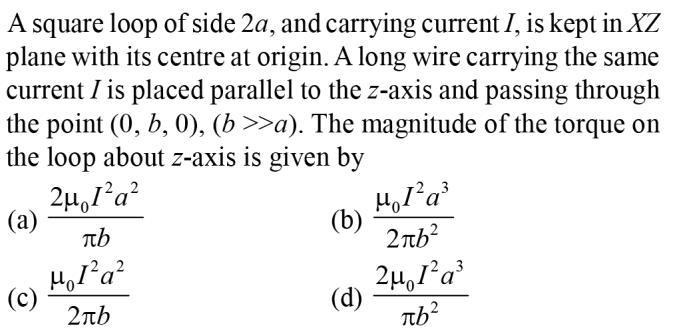 A square loop of side 2a, and carrying current I, is kept in XZ
plane with its centre at origin. A long wire carrying the same
current I is placed parallel to the z-axis and passing through
the point (0, b, 0), (b >>a). The magnitude of the torque on
the loop about z-axis is given by
(a) 2μ₀I²a² / πb (b) μ₀I²a³ / 2πb²
(c) μ₀I²a² / 2πb (d) 2μ₀I²a³ / πb²